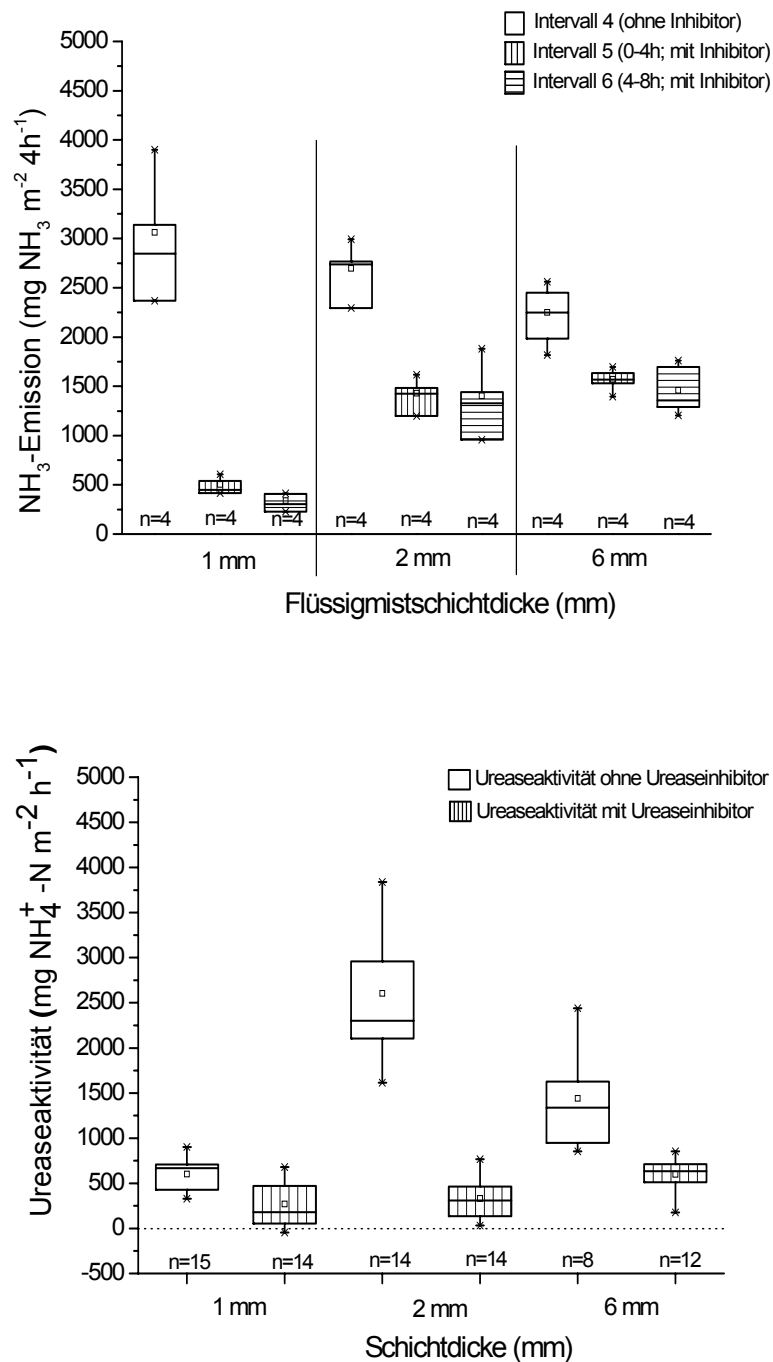 Intervall 4 (ohne Inhibitor)
Intervall 5 (0-4h; mit Inhibitor)
Intervall 6 (4-8h; mit Inhibitor)
NH3-Emission (mg NH3 m-2 4h-1)
5000
4500
4000
3500
3000
2500
2000
1500
1000
500
0
n=4 n=4 n=4 n=4 n=4 n=4 n=4 n=4 n=4
1 mm 2 mm 6 mm
Flüssigmistschichtdicke (mm)
Ureaseaktivität ohne Ureaseinhibitor
Ureaseaktivität mit Ureaseinhibitor
Ureaseaktivität (mg NH4+ -N m-2 h-1)
5000
4500
4000
3500
3000
2500
2000
1500
1000
500
0
-500
n=15 n=14 n=14 n=14 n=8 n=12
1 mm 2 mm 6 mm
Schichtdicke (mm)